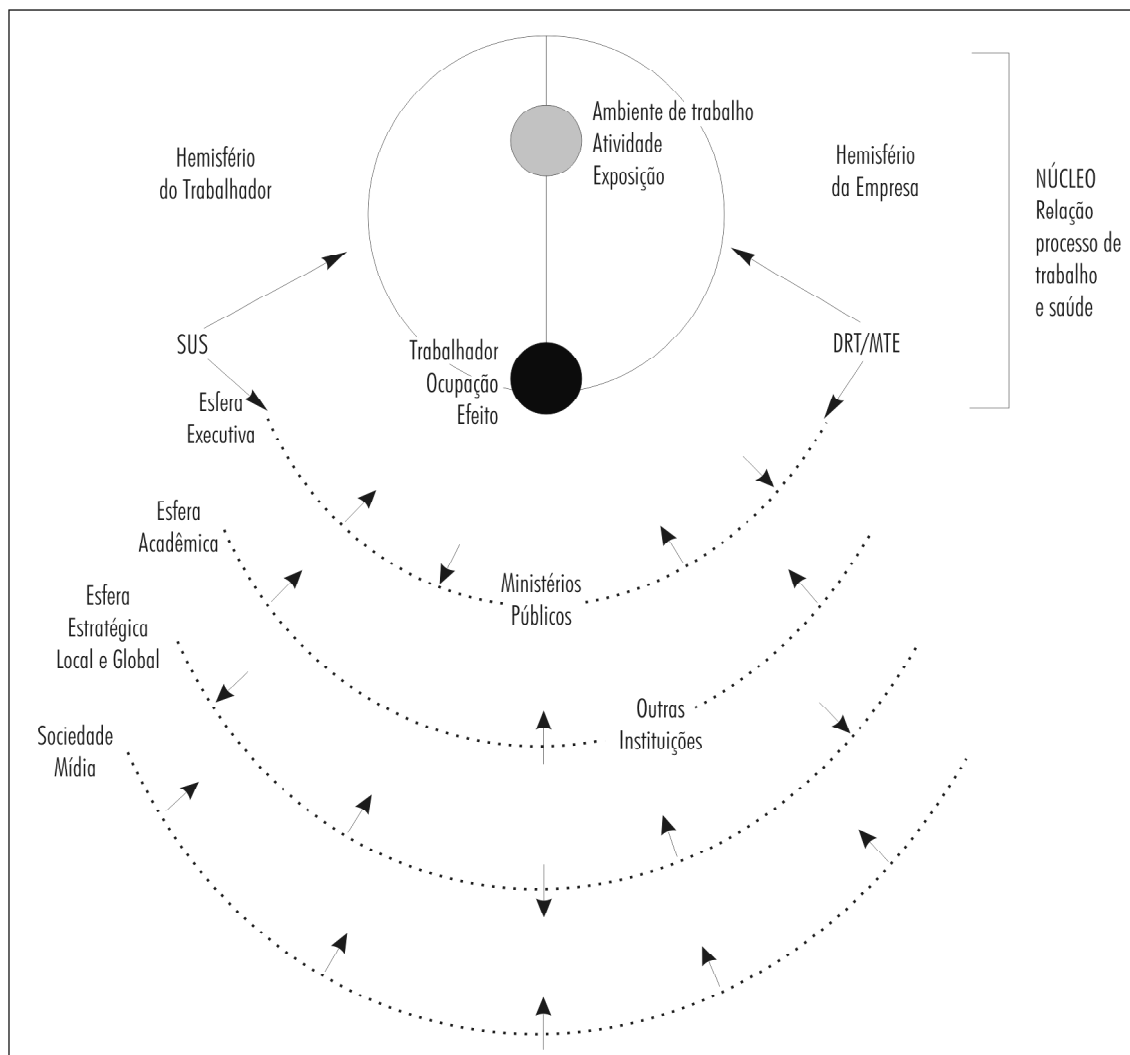 Ambiente de trabalho
Atividade
Exposição
Hemisfério
do Trabalhador
Hemisfério
da Empresa
NÚCLEO
Relação
processo de
trabalho
e saúde
SUS
DRT/MTE
Trabalhador
Ocupação
Efeito
Esfera
Executiva
Esfera
Acadêmica
Ministérios
Públicos
Esfera
Estratégica
Local e Global
Outras
Instituições
Sociedade
Mídia